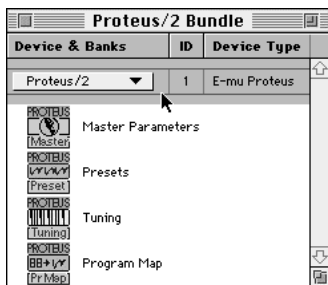 Proteus/2 Bundle
Device & Banks ID Device Type
Proteus/2 1 E-mu Proteus
PROTEUS
[Master]
Master Parameters
PROTEUS
[Preset]
Presets
PROTEUS
[Tuning]
Tuning
PROTEUS
BB+
[PrMap]
Program Map